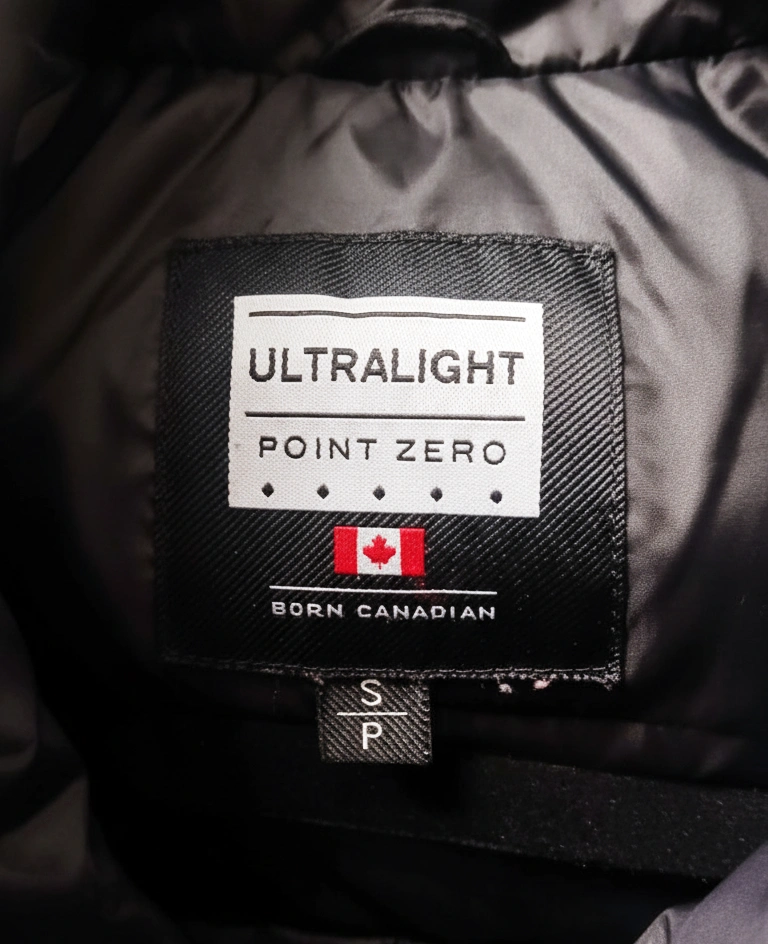 ULTRALIGHT
POINT ZERO
BORN CANADIAN
S
P